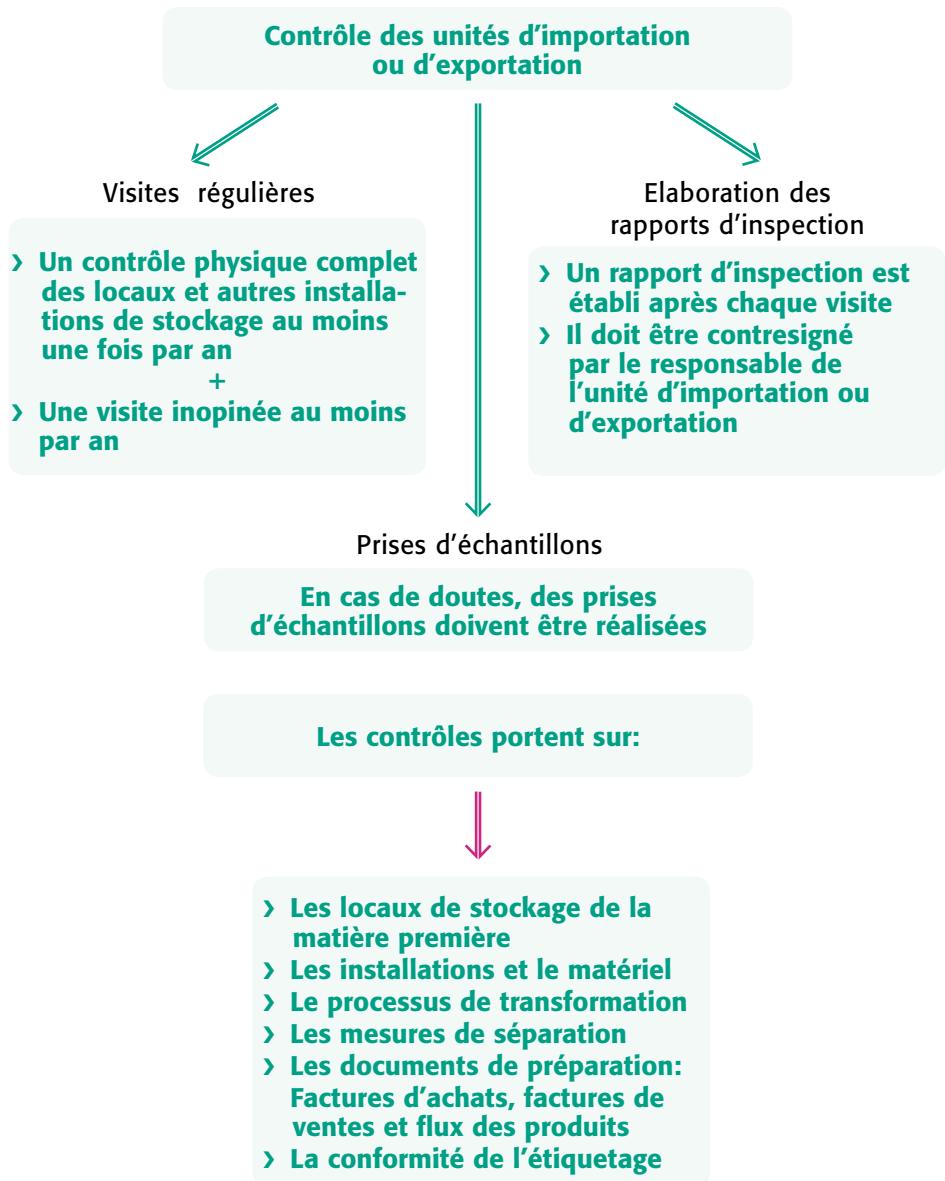 Contrôle des unités d'importation
ou d'exportation
Visites régulières
› Un contrôle physique complet
des locaux et autres installa-
tions de stockage au moins
une fois par an
+
› Une visite inopinée au moins
par an
Elaboration des
rapports d'inspection
› Un rapport d'inspection est
établi après chaque visite
› Il doit être contresigné
par le responsable de
l'unité d'importation ou
d'exportation
Prises d'échantillons
En cas de doutes, des prises
d'échantillons doivent être réalisées
Les contrôles portent sur:
› Les locaux de stockage de la
matière première
› Les installations et le matériel
› Le processus de transformation
› Les mesures de séparation
› Les documents de préparation:
Factures d'achats, factures de
ventes et flux des produits
› La conformité de l'étiquetage